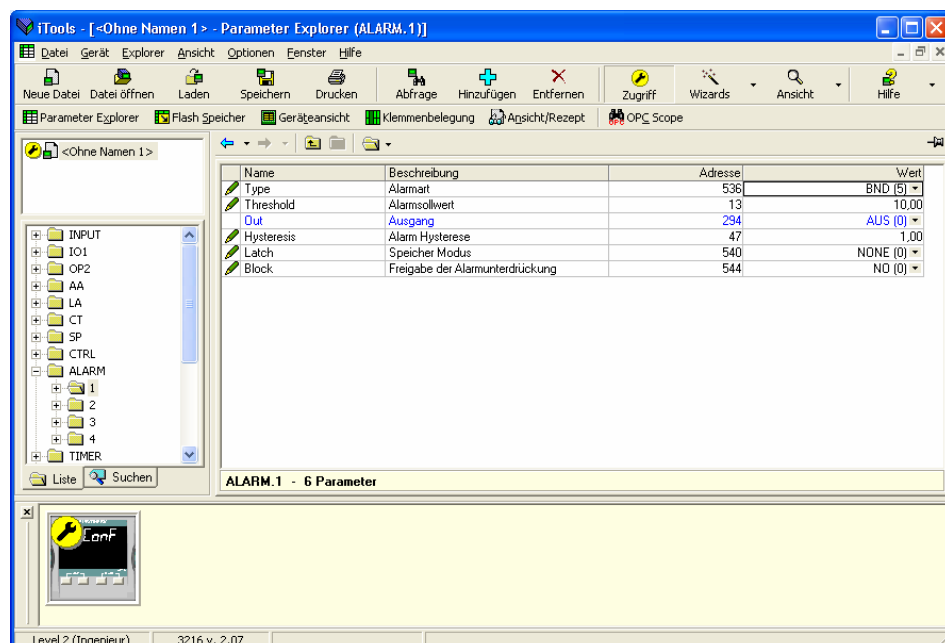 iTools - [<Ohne Namen 1> - Parameter Explorer (ALARM.1)]
Datei Gerät Explorer Ansicht Optionen Fenster Hilfe
Neue Datei Datei öffnen Laden Speichern Drucken Abfrage Hinzufügen Entfernen Zugriff Wizards Ansicht Hilfe
Parameter Explorer Flash Speicher Geräteansicht Klemmenbelegung Ansicht/Rezept OPC Scope
<Ohne Namen 1>
Name Beschreibung Adresse Wert
Type Alarmart 536 BND (5)
Threshold Alarmsollwert 13 10,00
Out Ausgang 294 AUS (0)
Hysteresis Alarm Hysterese 47 1,00
Latch Speicher Modus 540 NONE (0)
Block Freigabe der Alarmunterdrückung 544 NO (0)
INPUT
IO1
OP2
AA
LA
CT
SP
CTRL
ALARM
1
2
3
4
TIMER
Liste Suchen
ALARM.1 - 6 Parameter
ConF
Level 2 (Ingenieur) 3216 v. 2.07